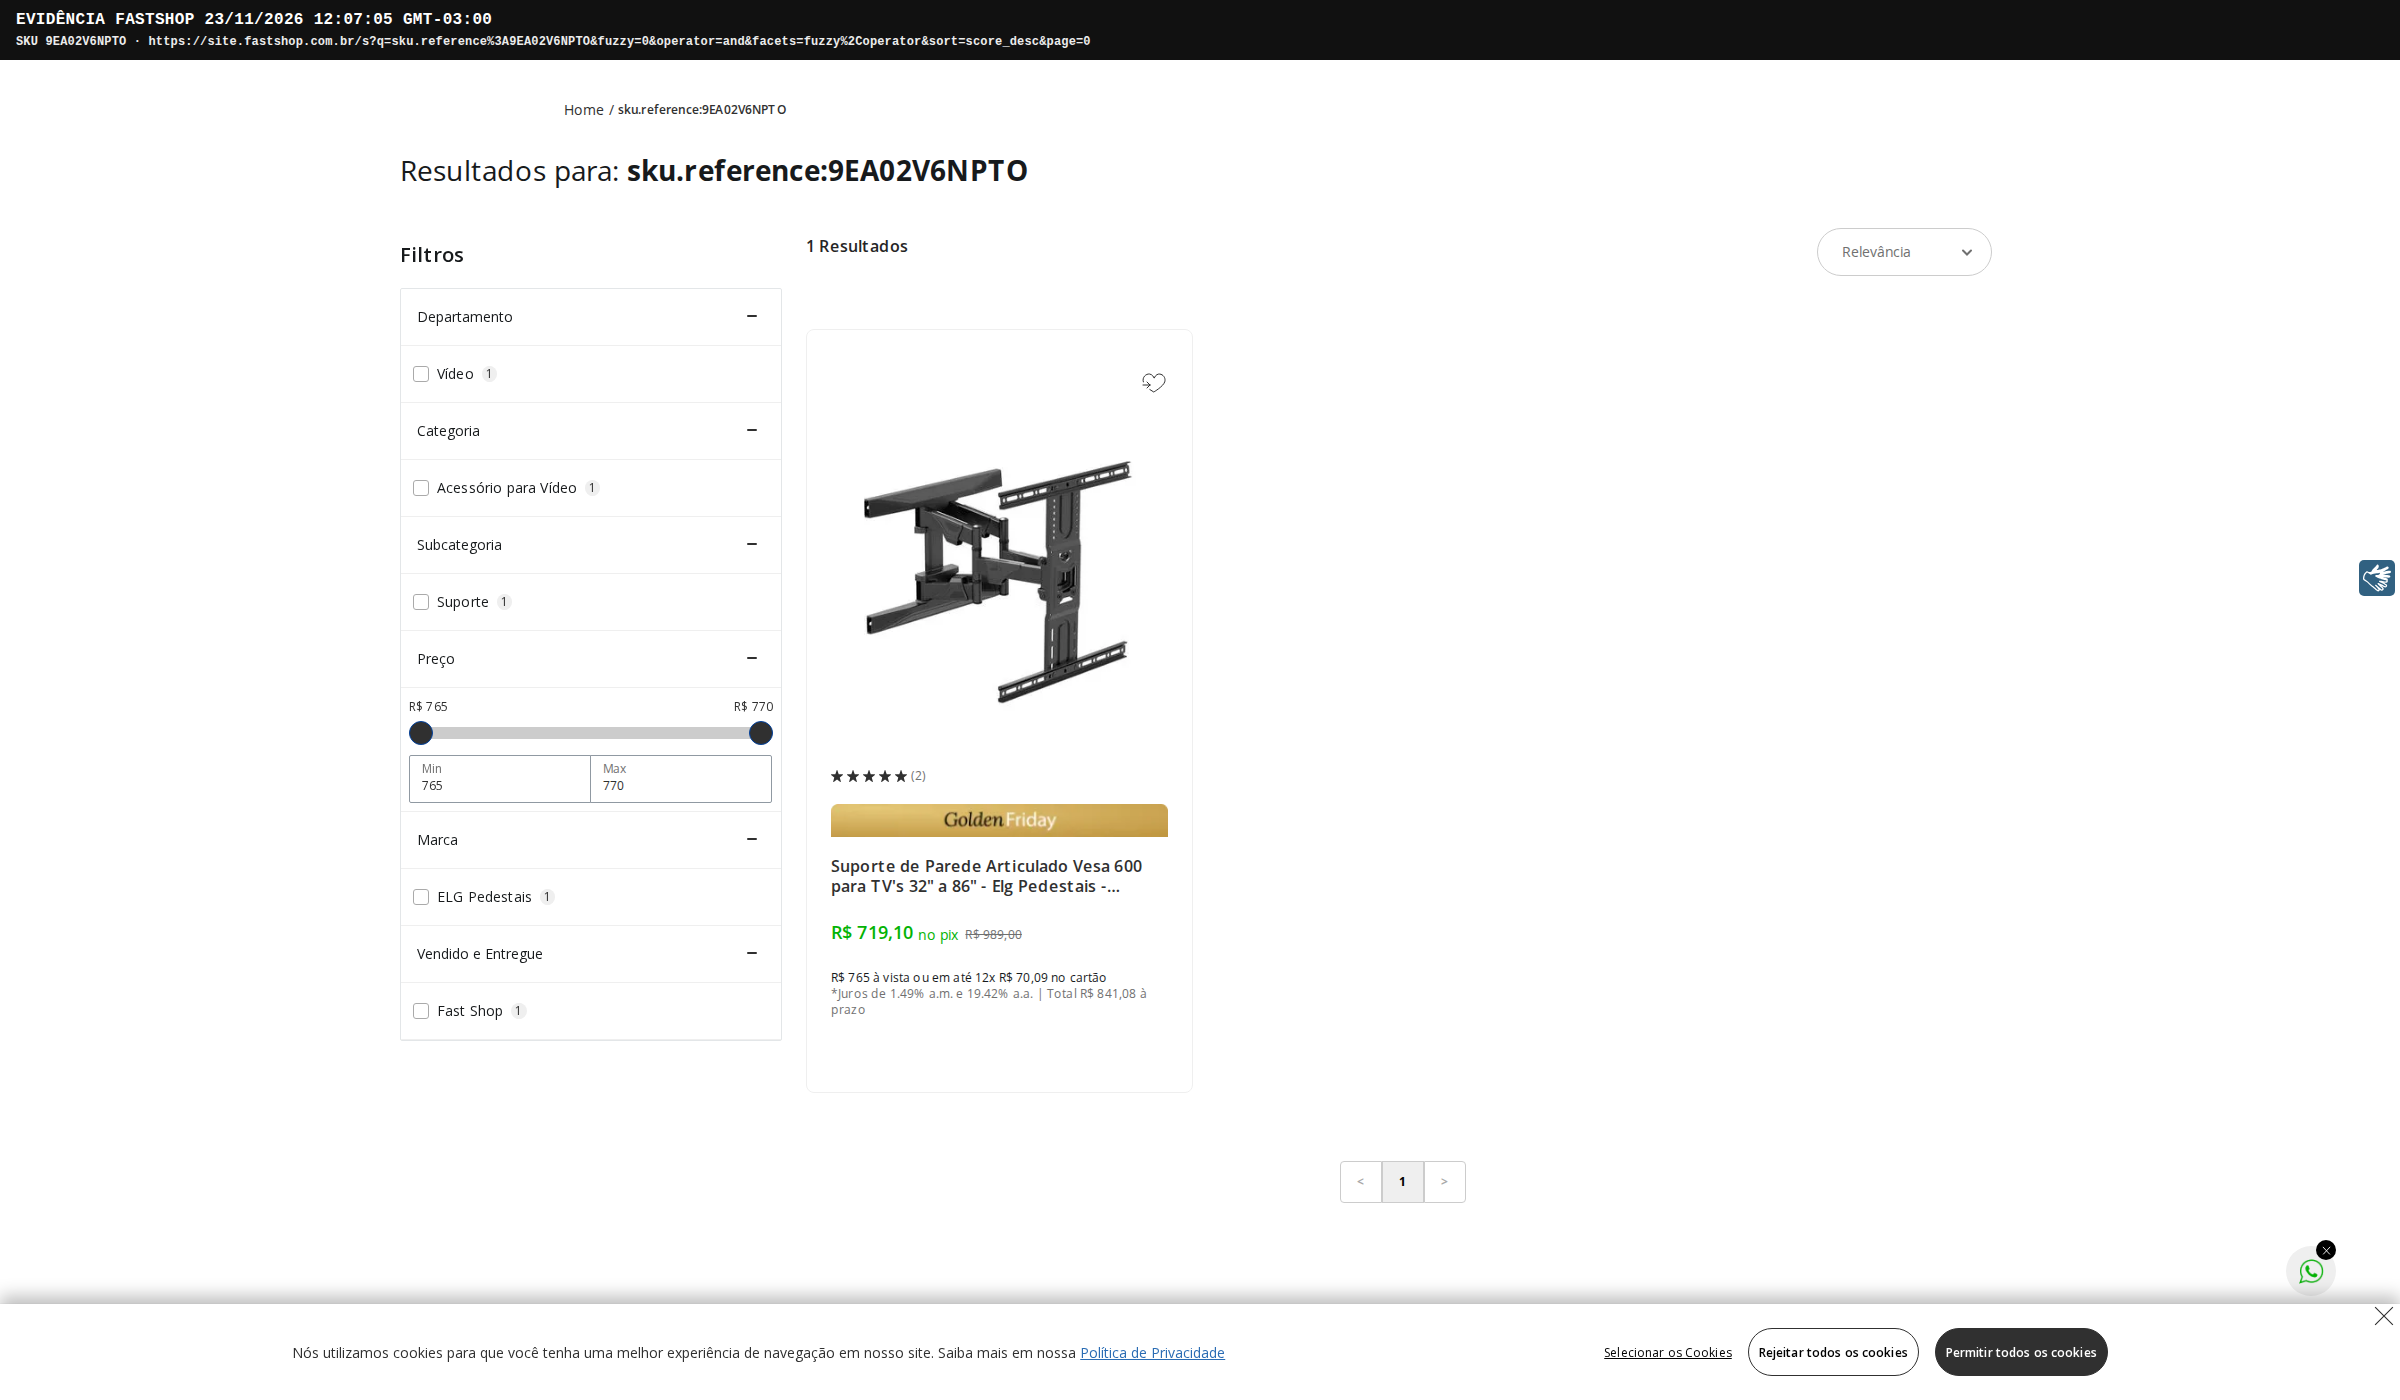 EVIDÊNCIA FASTSHOP 23/11/2026 12:07:05 GMT-03:00
SKU 9EA02V6NPTO · https://site.fastshop.com.br/s?q=sku.reference%3A9EA02V6NPTO&fuzzy=0&operator=and&facets=fuzzy%2Coperator&sort=score_desc&page=0
Home / sku.reference:9EA02V6NPTO
Resultados para: sku.reference:9EA02V6NPTO
Filtros
1 Resultados
Relevância
Departamento
Vídeo 1
Categoria
Acessório para Vídeo 1
Subcategoria
Suporte 1
Preço
R$ 765 R$ 770
Min Max
765 770
Marca
ELG Pedestais 1
Vendido e Entregue
Fast Shop 1
(2)
Golden Friday
Suporte de Parede Articulado Vesa 600
para TV's 32" a 86" - Elg Pedestais -...
R$ 719,10 no pix R$ 989,00
R$ 765 à vista ou em até 12x R$ 70,09 no cartão
*Juros de 1.49% a.m. e 19.42% a.a. | Total R$ 841,08 à
prazo
< 1 >
Nós utilizamos cookies para que você tenha uma melhor experiência de navegação em nosso site. Saiba mais em nossa Política de Privacidade
Selecionar os Cookies
Rejeitar todos os cookies
Permitir todos os cookies